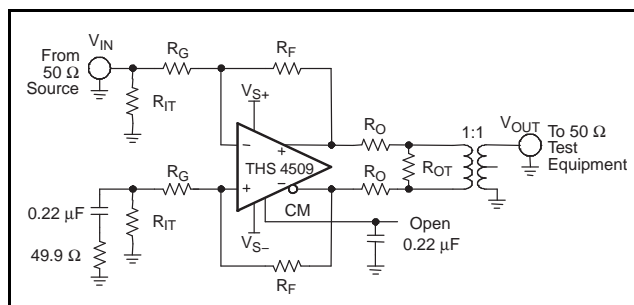 V_IN
From
50 Ω
Source
R_G
R_F
R_IT
V_S+
−
+
THS 4509
+
−
CM
V_S−
R_G
R_IT
0.22 µF
49.9 Ω
R_F
R_O
R_O
R_OT
1:1
V_OUT
To 50 Ω
Test
Equipment
Open
0.22 µF